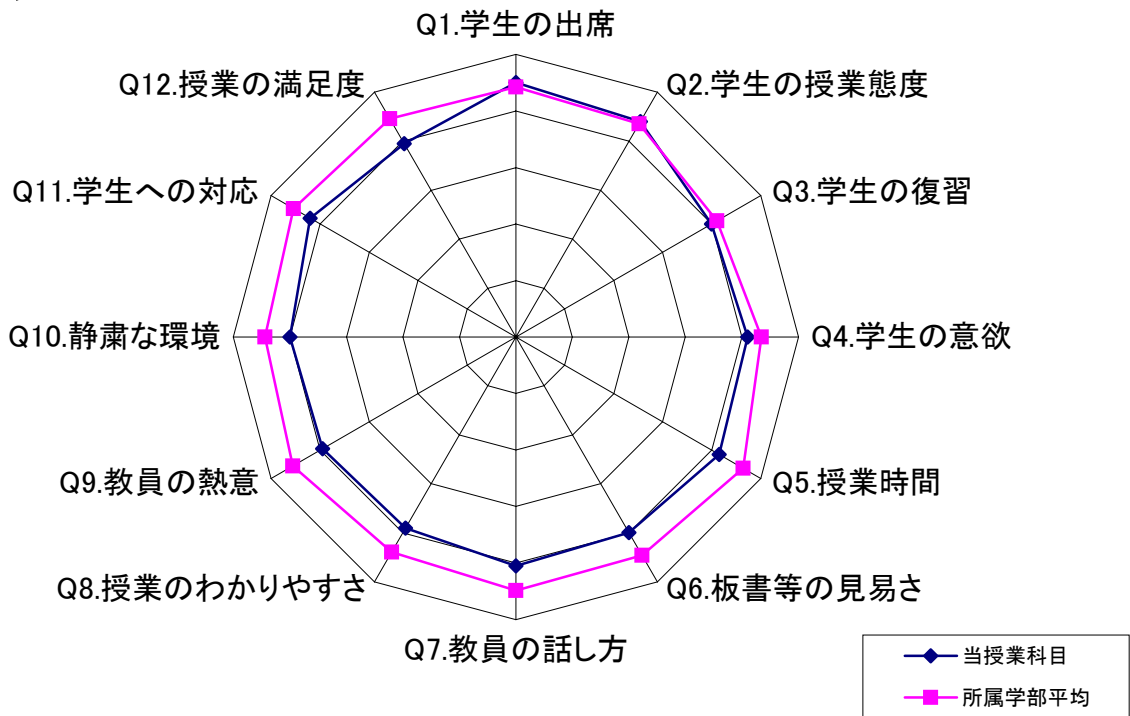 Q1.学生の出席
Q2.学生の授業態度
Q3.学生の復習
Q4.学生の意欲
Q5.授業時間
Q6.板書等の見易さ
Q7.教員の話し方
Q8.授業のわかりやすさ
Q9.教員の熱意
Q10.静粛な環境
Q11.学生への対応
Q12.授業の満足度
当授業科目
所属学部平均